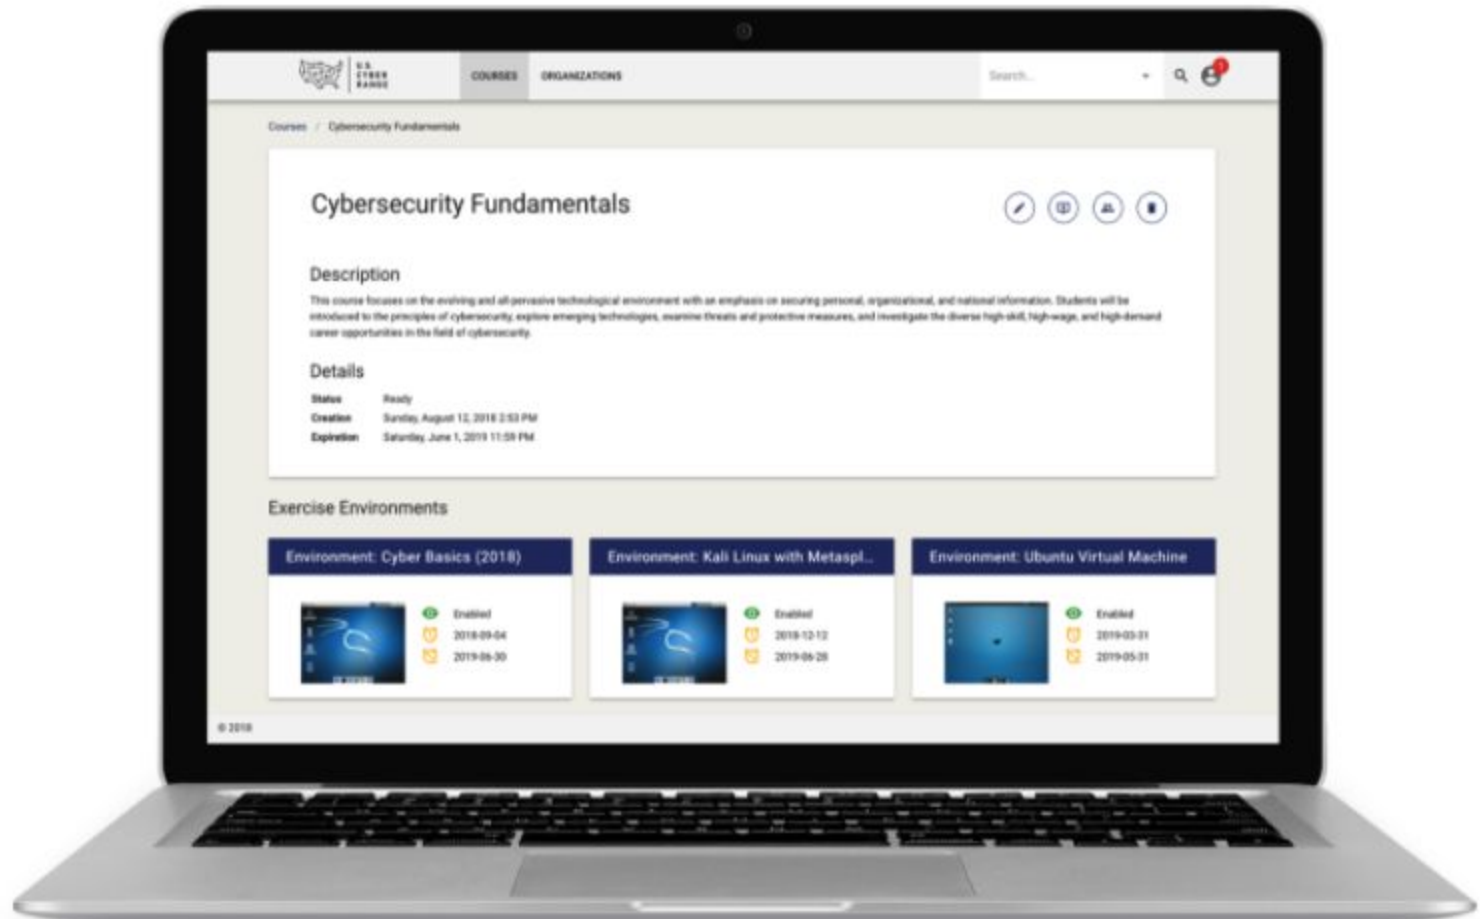 U.S.
CYBER
RANGE
COURSES
ORGANIZATIONS
Search...
1
Courses / Cybersecurity Fundamentals
Cybersecurity Fundamentals
Description
This course focuses on the evolving and all-pervasive technological environment with an emphasis on securing personal, organizational, and national information. Students will be
introduced to the principles of cybersecurity, explore emerging technologies, examine threats and protective measures, and investigate the diverse high-skill, high-wage, and high-demand
career opportunities in the field of cybersecurity.
Details
Status Ready
Creation Sunday, August 12, 2018 2:53 PM
Expiration Saturday, June 1, 2019 11:59 PM
Exercise Environments
Environment: Cyber Basics (2018)
Enabled
2018-09-04
2019-06-30
Environment: Kali Linux with Metaspl...
Enabled
2018-12-12
2019-06-28
Environment: Ubuntu Virtual Machine
Enabled
2019-03-31
2019-05-31
© 2018